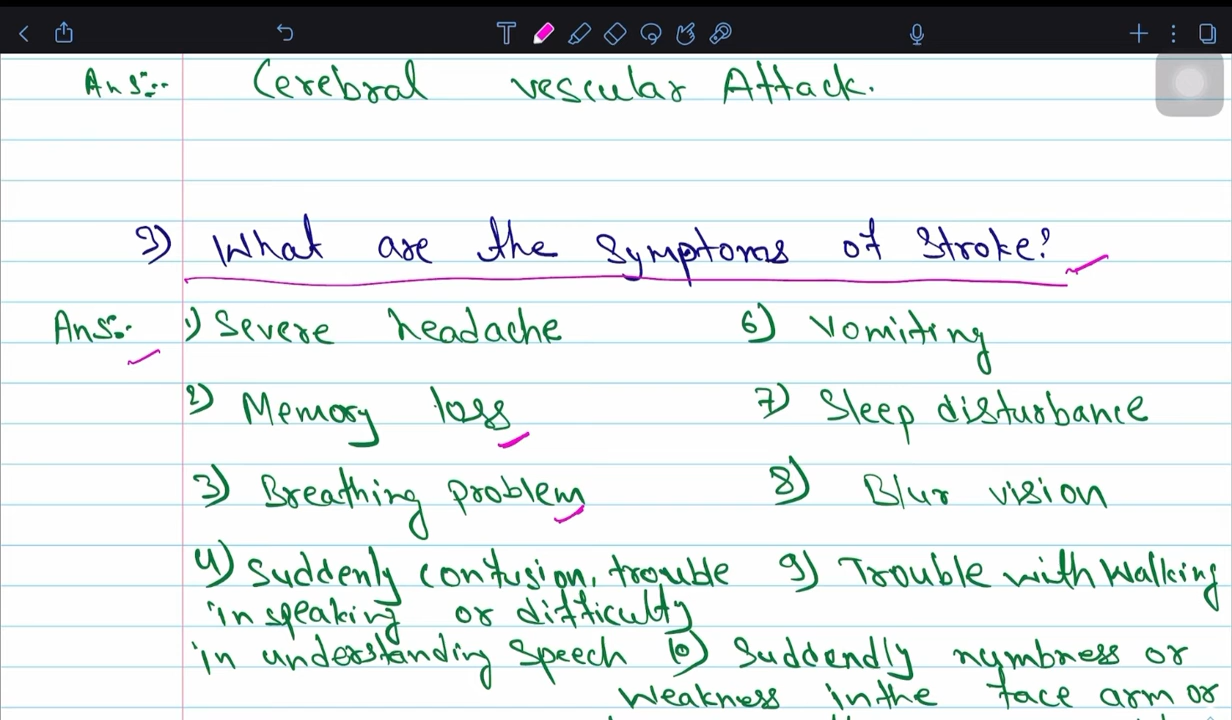 Ans:- Cerebral vescular Attack.
3) What are the Symptoms of Stroke?
Ans:- 1) Severe headache
2) Memory loss
3) Breathing problem
4) Suddenly confusion, trouble
in speaking or difficulty
in understanding Speech
6) Vomiting
7) Sleep disturbance
8) Blur vision
9) Trouble with Walking
10) Suddendly numbness or
weakness in the face arm or